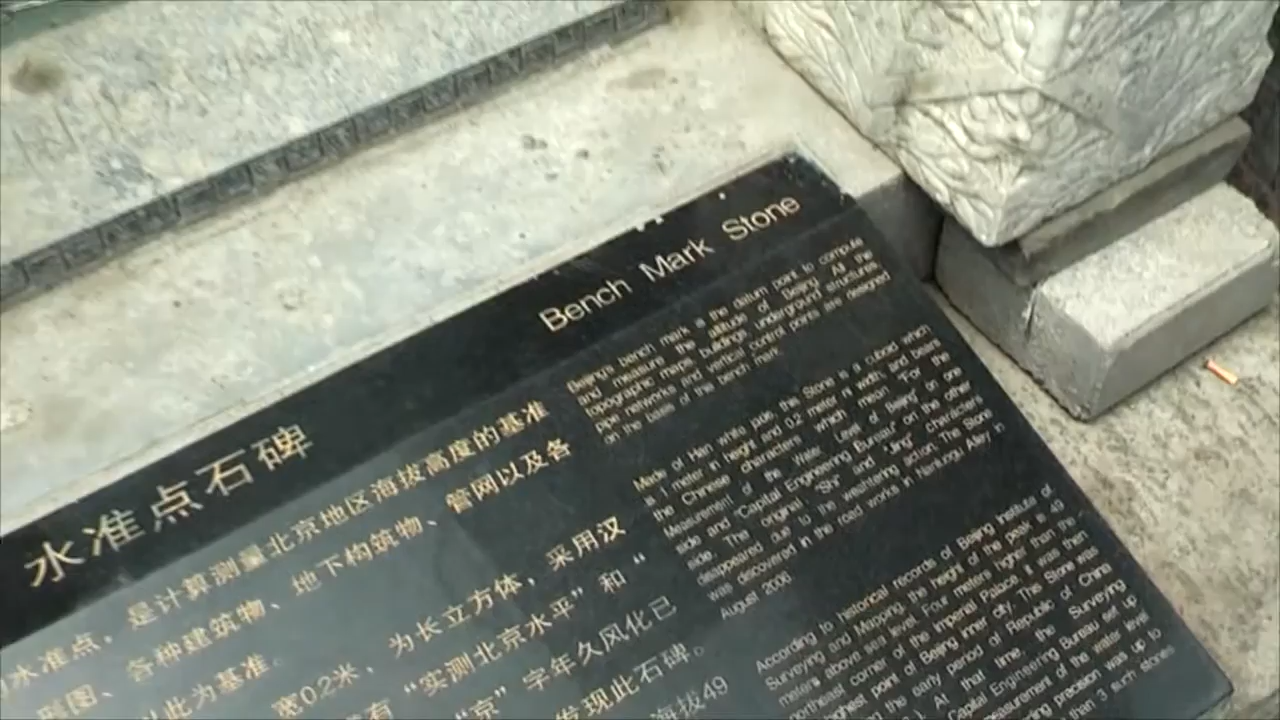 水准点石碑
Bench Mark Stone
水准点，是计算测量北京地区海拔高度的基准
图、各种建筑物、地下构筑物、管网以及各
以此为基准。
宽0.2米，为长立方体，采用汉
有“实测北京水平”和“
“京”字年久风化已
发现此石碑。
海拔49
Beijing's bench mark is the datum point to compute
and measure the altitude of Beijing. All the
topographic maps, buildings, underground structures,
pipe networks and vertical control points are designed
on the basis of this bench mark.
Made of Han white jade, this Stone is a cuboid which
is 1 meter in height and 0.2 meter in width, and bears
the Chinese characters which mean "For the
Measurement of the Water Level of Beijing" on one
side and "Capital Engineering Bureau" on the other
side. The original "Shi" and "Jing" characters
disappeared due to the weathering action. The Stone
was discovered in the road works in Nanluogu Alley in
August 2006.
According to historical records of Beijing Institute of
Surveying and Mapping, the height of the peak is 49
meters above sea level. Four meters higher than the
northeast corner of the Imperial Palace, it was then
highest point of Beijing inner city. The Stone was
the early period of Republic of China
). At that time, the Surveying
Capital Engineering Bureau set up
measurement of the water level
precision was up to
than 3 such stones